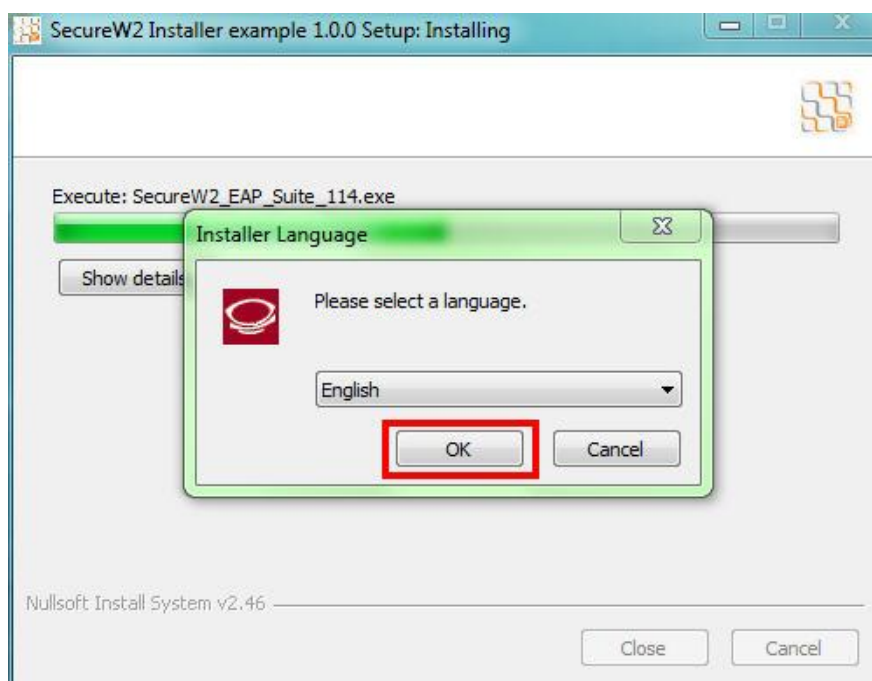 SecureW2 Installer example 1.0.0 Setup: Installing
Execute: SecureW2_EAP_Suite_114.exe
Installer Language
Show details
Please select a language.
English
OK Cancel
Nullsoft Install System v2.46
Close Cancel